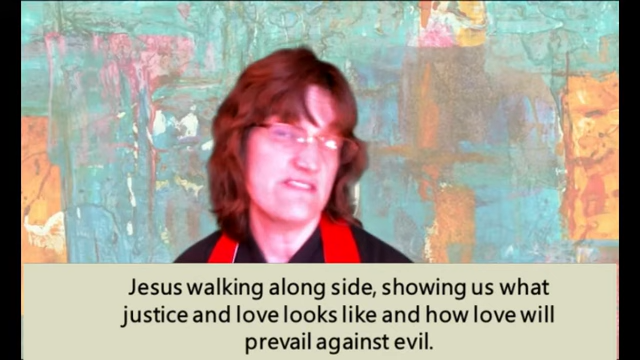 Jesus walking along side, showing us what
justice and love looks like and how love will
prevail against evil.